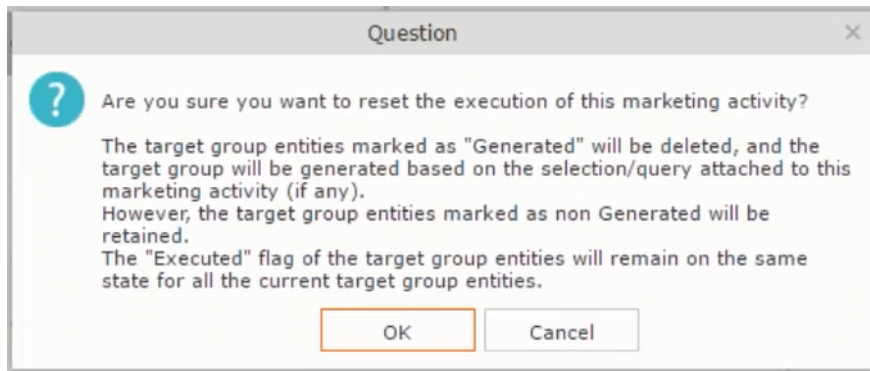 Question
Are you sure you want to reset the execution of this marketing activity?
The target group entities marked as "Generated" will be deleted, and the
target group will be generated based on the selection/query attached to this
marketing activity (if any).
However, the target group entities marked as non Generated will be
retained.
The "Executed" flag of the target group entities will remain on the same
state for all the current target group entities.
OK
Cancel